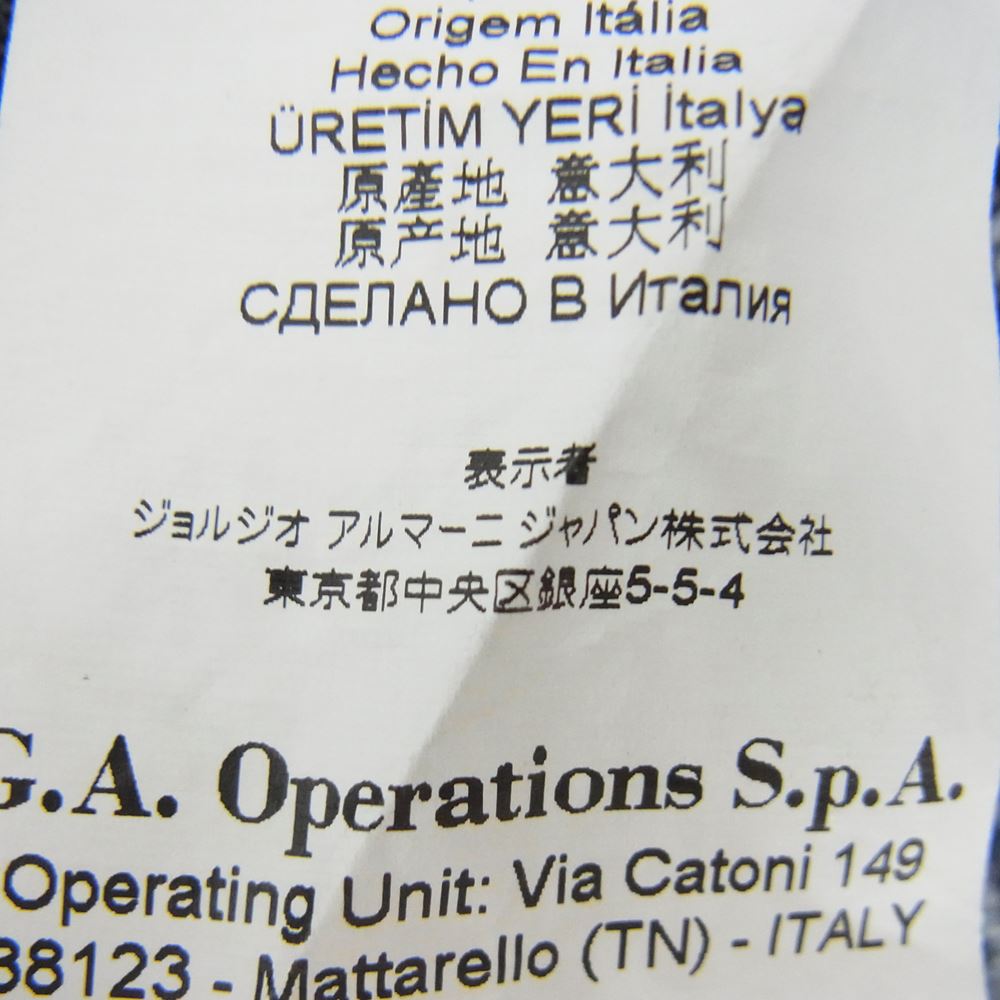 Origem Itália
Hecho En Italia
ÜRETİM YERİ İtalya
原產地 意大利
原产地 意大利
СДЕЛАНО В Италия
表示者
ジョルジオ アルマーニ ジャパン株式会社
東京都中央区銀座5-5-4
G.A. Operations S.p.A.
Operating Unit: Via Catoni 149
38123 - Mattarello (TN) - ITALY